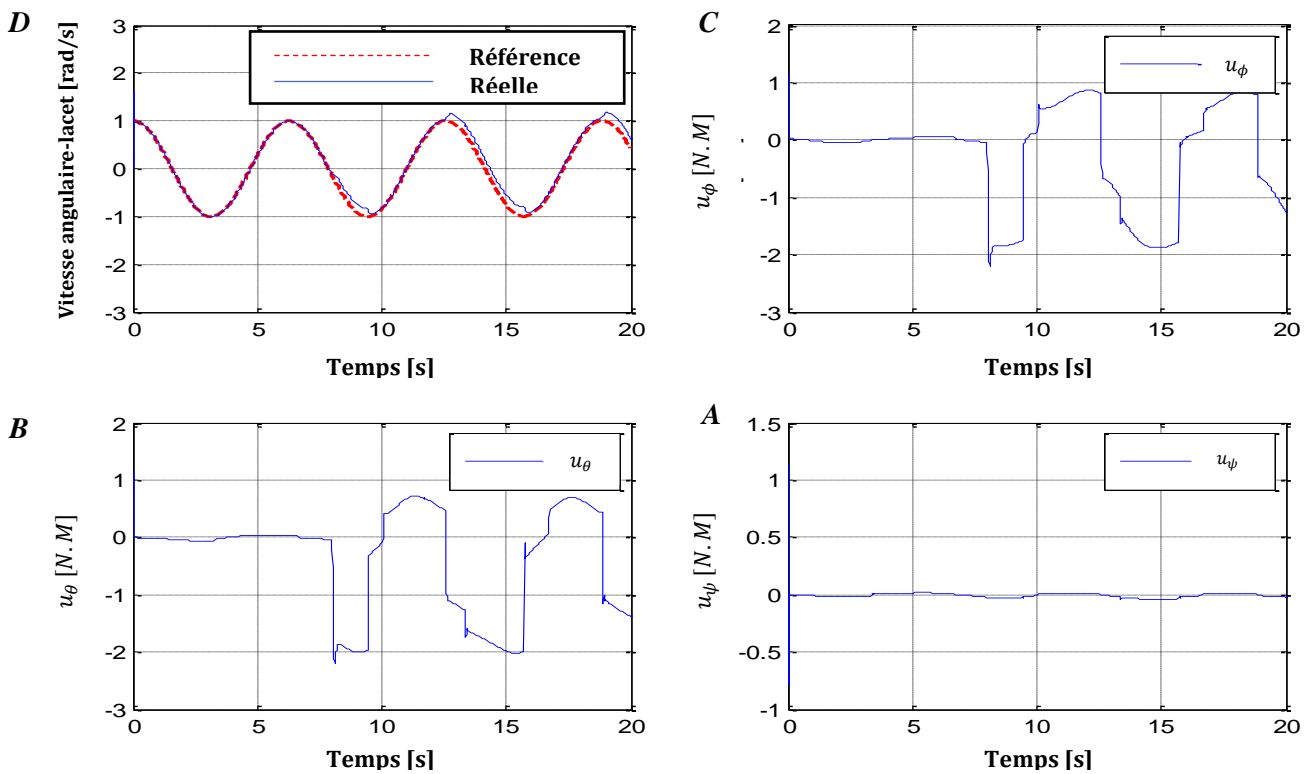 D
3
2
1
0
-1
-2
-3
0
5
10
15
20
Vitesse angulaire-lacet [rad/s]
Temps [s]
Référence
Réelle
C
2
1
0
-1
-2
-3
0
5
10
15
20
u_ϕ [N.M]
Temps [s]
u_ϕ
B
2
1
0
-1
-2
-3
0
5
10
15
20
u_θ [N.M]
Temps [s]
u_θ
A
1.5
1
0.5
0
-0.5
-1
0
5
10
15
20
u_ψ [N.M]
Temps [s]
u_ψ